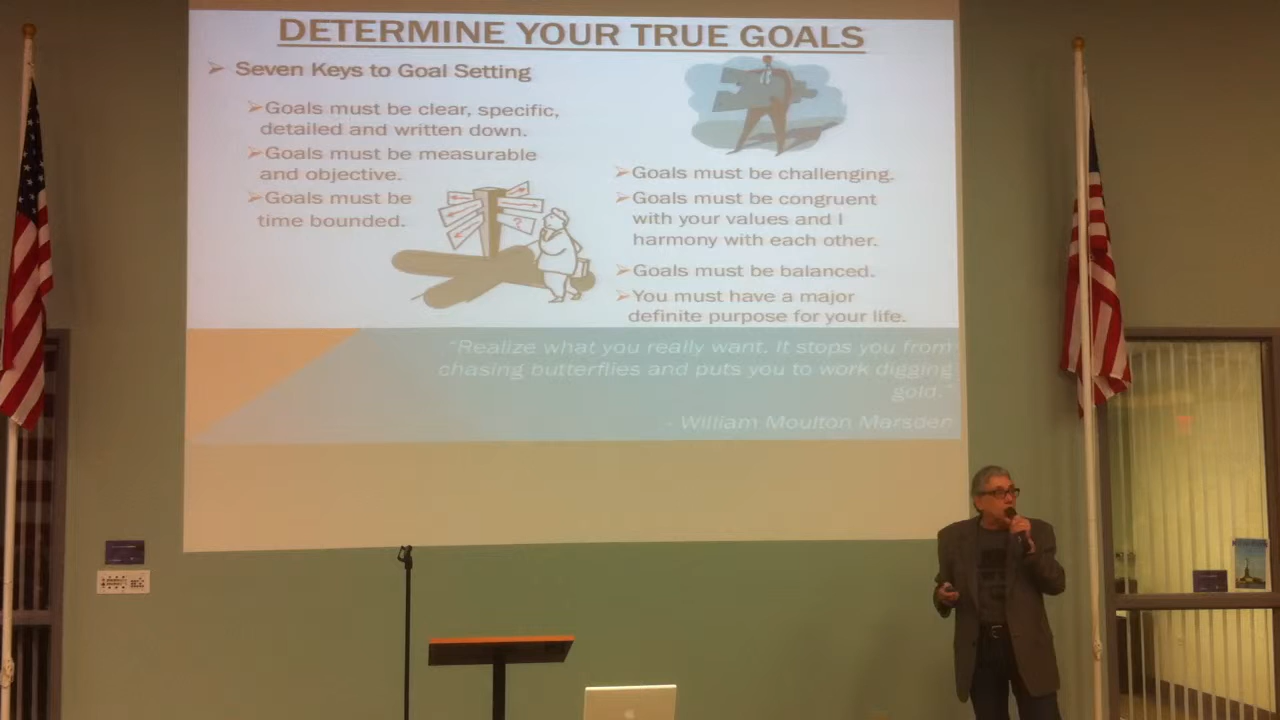 DETERMINE YOUR TRUE GOALS
➢ Seven Keys to Goal Setting
➢Goals must be clear, specific,
detailed and written down.
➢Goals must be measurable
and objective.
➢Goals must be
time bounded.
?
➢Goals must be challenging.
➢Goals must be congruent
with your values and I
harmony with each other.
➢Goals must be balanced.
➢You must have a major
definite purpose for your life.
"Realize what you really want. It stops you from
chasing butterflies and puts you to work digging
gold."
- William Moulton Marsden